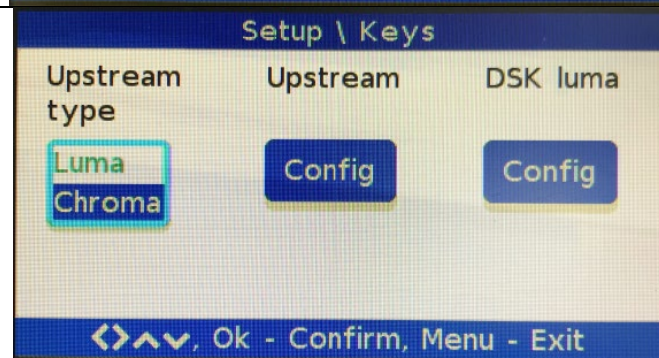 Setup \ Keys
Upstream type
Upstream
DSK luma
Luma
Chroma
Config
Config
<>∧∨, Ok - Confirm, Menu - Exit